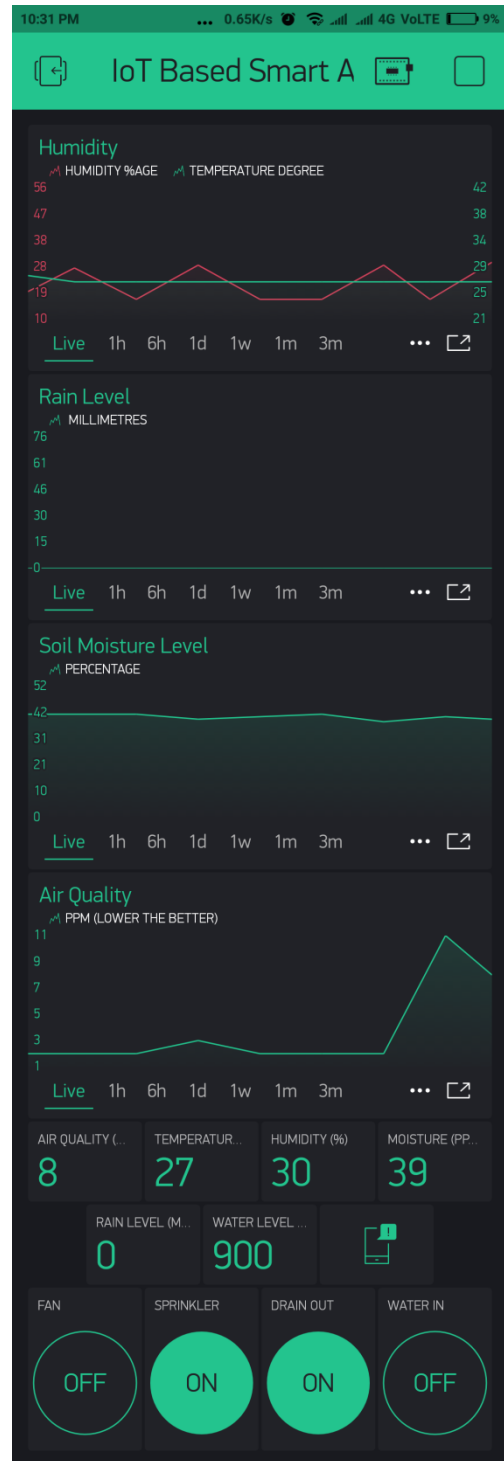 10:31 PM ... 0.65K/s 4G VoLTE 9%
IoT Based Smart A
Humidity
HUMIDITY %AGE TEMPERATURE DEGREE
56 42
47 38
38 34
28 29
19 25
10 21
Live 1h 6h 1d 1w 1m 3m ...
Rain Level
MILLIMETRES
76
61
46
30
15
0
Live 1h 6h 1d 1w 1m 3m ...
Soil Moisture Level
PERCENTAGE
52
42
31
21
10
0
Live 1h 6h 1d 1w 1m 3m ...
Air Quality
PPM (LOWER THE BETTER)
11
9
7
5
3
1
Live 1h 6h 1d 1w 1m 3m ...
AIR QUALITY (... TEMPERATUR... HUMIDITY (%) MOISTURE (PP...
8 27 30 39
RAIN LEVEL (M... WATER LEVEL ...
0 900 !
FAN SPRINKLER DRAIN OUT WATER IN
OFF ON ON OFF